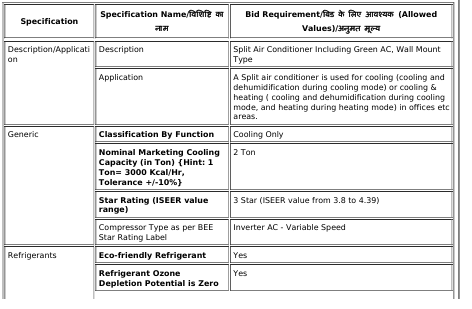 Specification
Specification Name/विशिष्टि का
नाम
Bid Requirement/बिड के लिए आवश्यक (Allowed
Values)/अनुमत मूल्य
Description/Applicati
on
Description
Split Air Conditioner Including Green AC, Wall Mount
Type
Application
A Split air conditioner is used for cooling (cooling and
dehumidification during cooling mode) or cooling &
heating ( cooling and dehumidification during cooling
mode, and heating during heating mode) in offices etc
areas.
Generic
Classification By Function
Cooling Only
Nominal Marketing Cooling
Capacity (in Ton) {Hint: 1
Ton= 3000 Kcal/Hr,
Tolerance +/-10%}
2 Ton
Star Rating (ISEER value
range)
3 Star (ISEER value from 3.8 to 4.39)
Compressor Type as per BEE
Star Rating Label
Inverter AC - Variable Speed
Refrigerants
Eco-friendly Refrigerant
Yes
Refrigerant Ozone
Depletion Potential is Zero
Yes